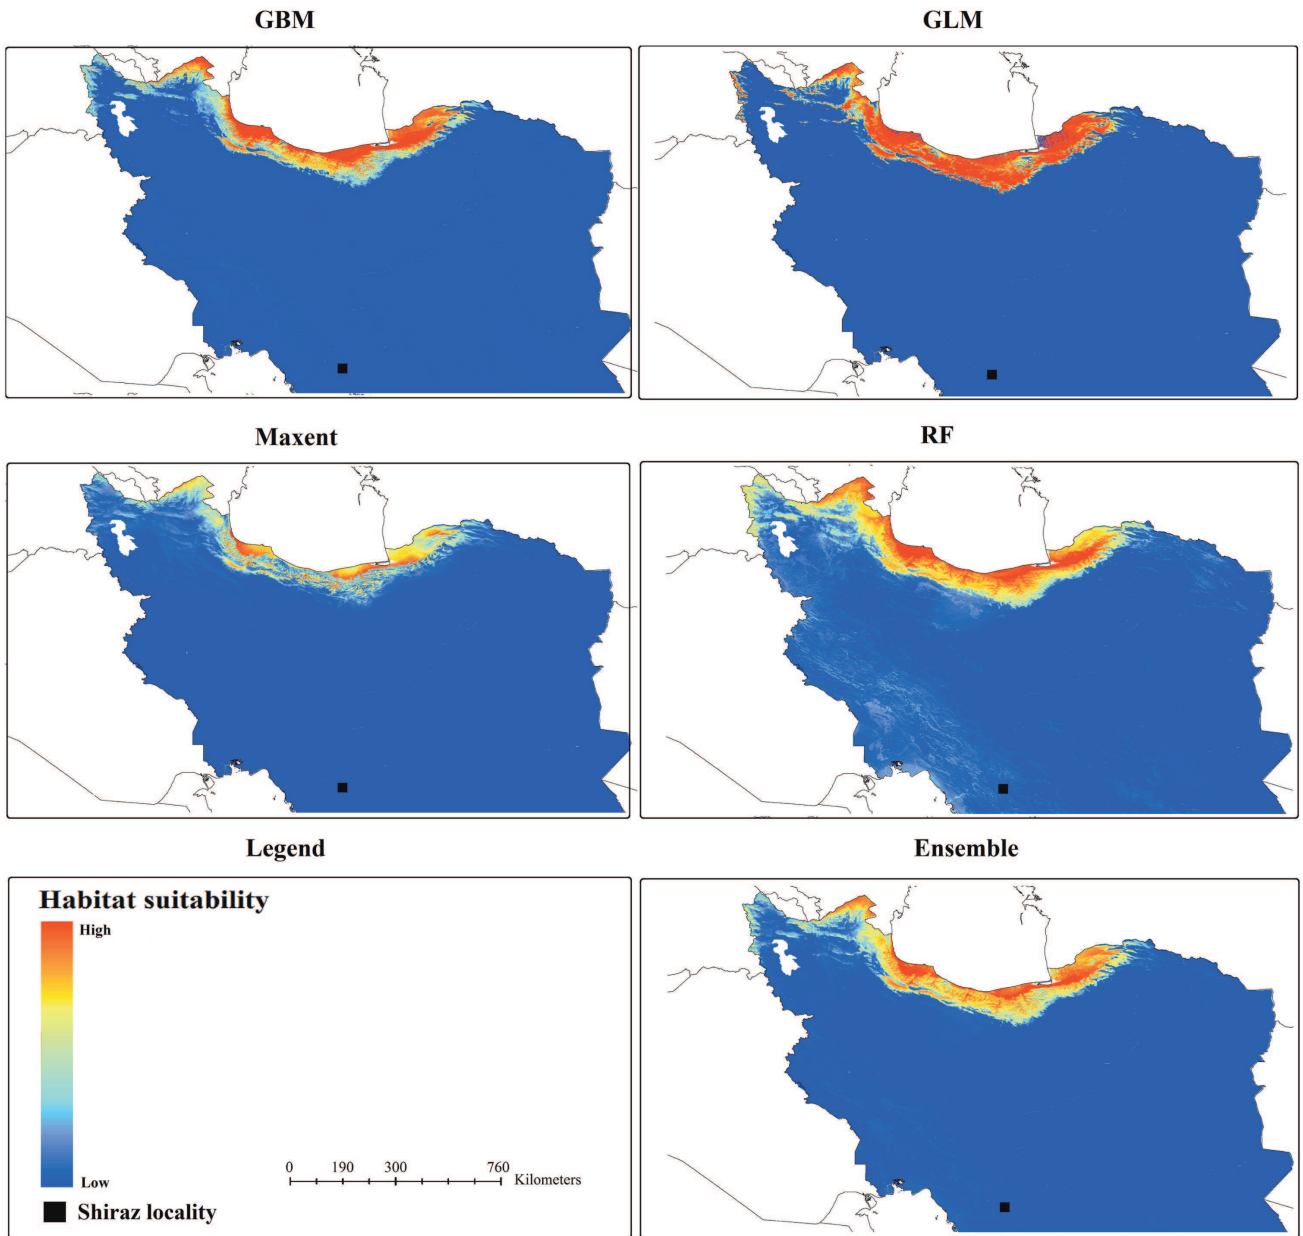 GBM
GLM
Maxent
RF
Legend
Ensemble
Habitat suitability
High
Low
0 190 300 760
Kilometers
Shiraz locality